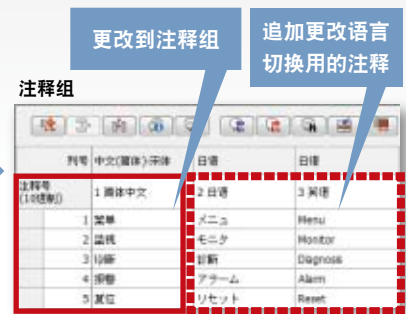 更改到注释组
追加更改语言
切换用的注释
注释组
列号 中文(简体)-宋体 日语 日语
注释号
(10进制) 1 简体中文 2 日语 3 英语
1 菜单 メニュ Menu
2 监视 モニタ Monitor
3 诊断 診断 Diagnosis
4 报警 アラーム Alarm
5 复位 リセット Reset